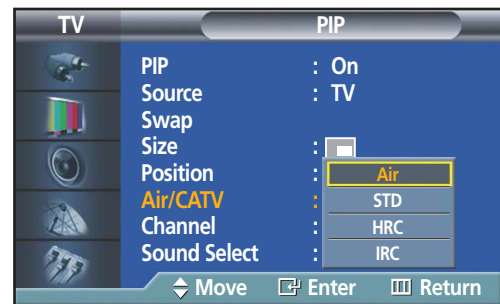 TV PIP
PIP : On
Source : TV
Swap
Size :
Position :
Air
Air/CATV :
STD
Channel :
HRC
Sound Select :
IRC
Move Enter Return